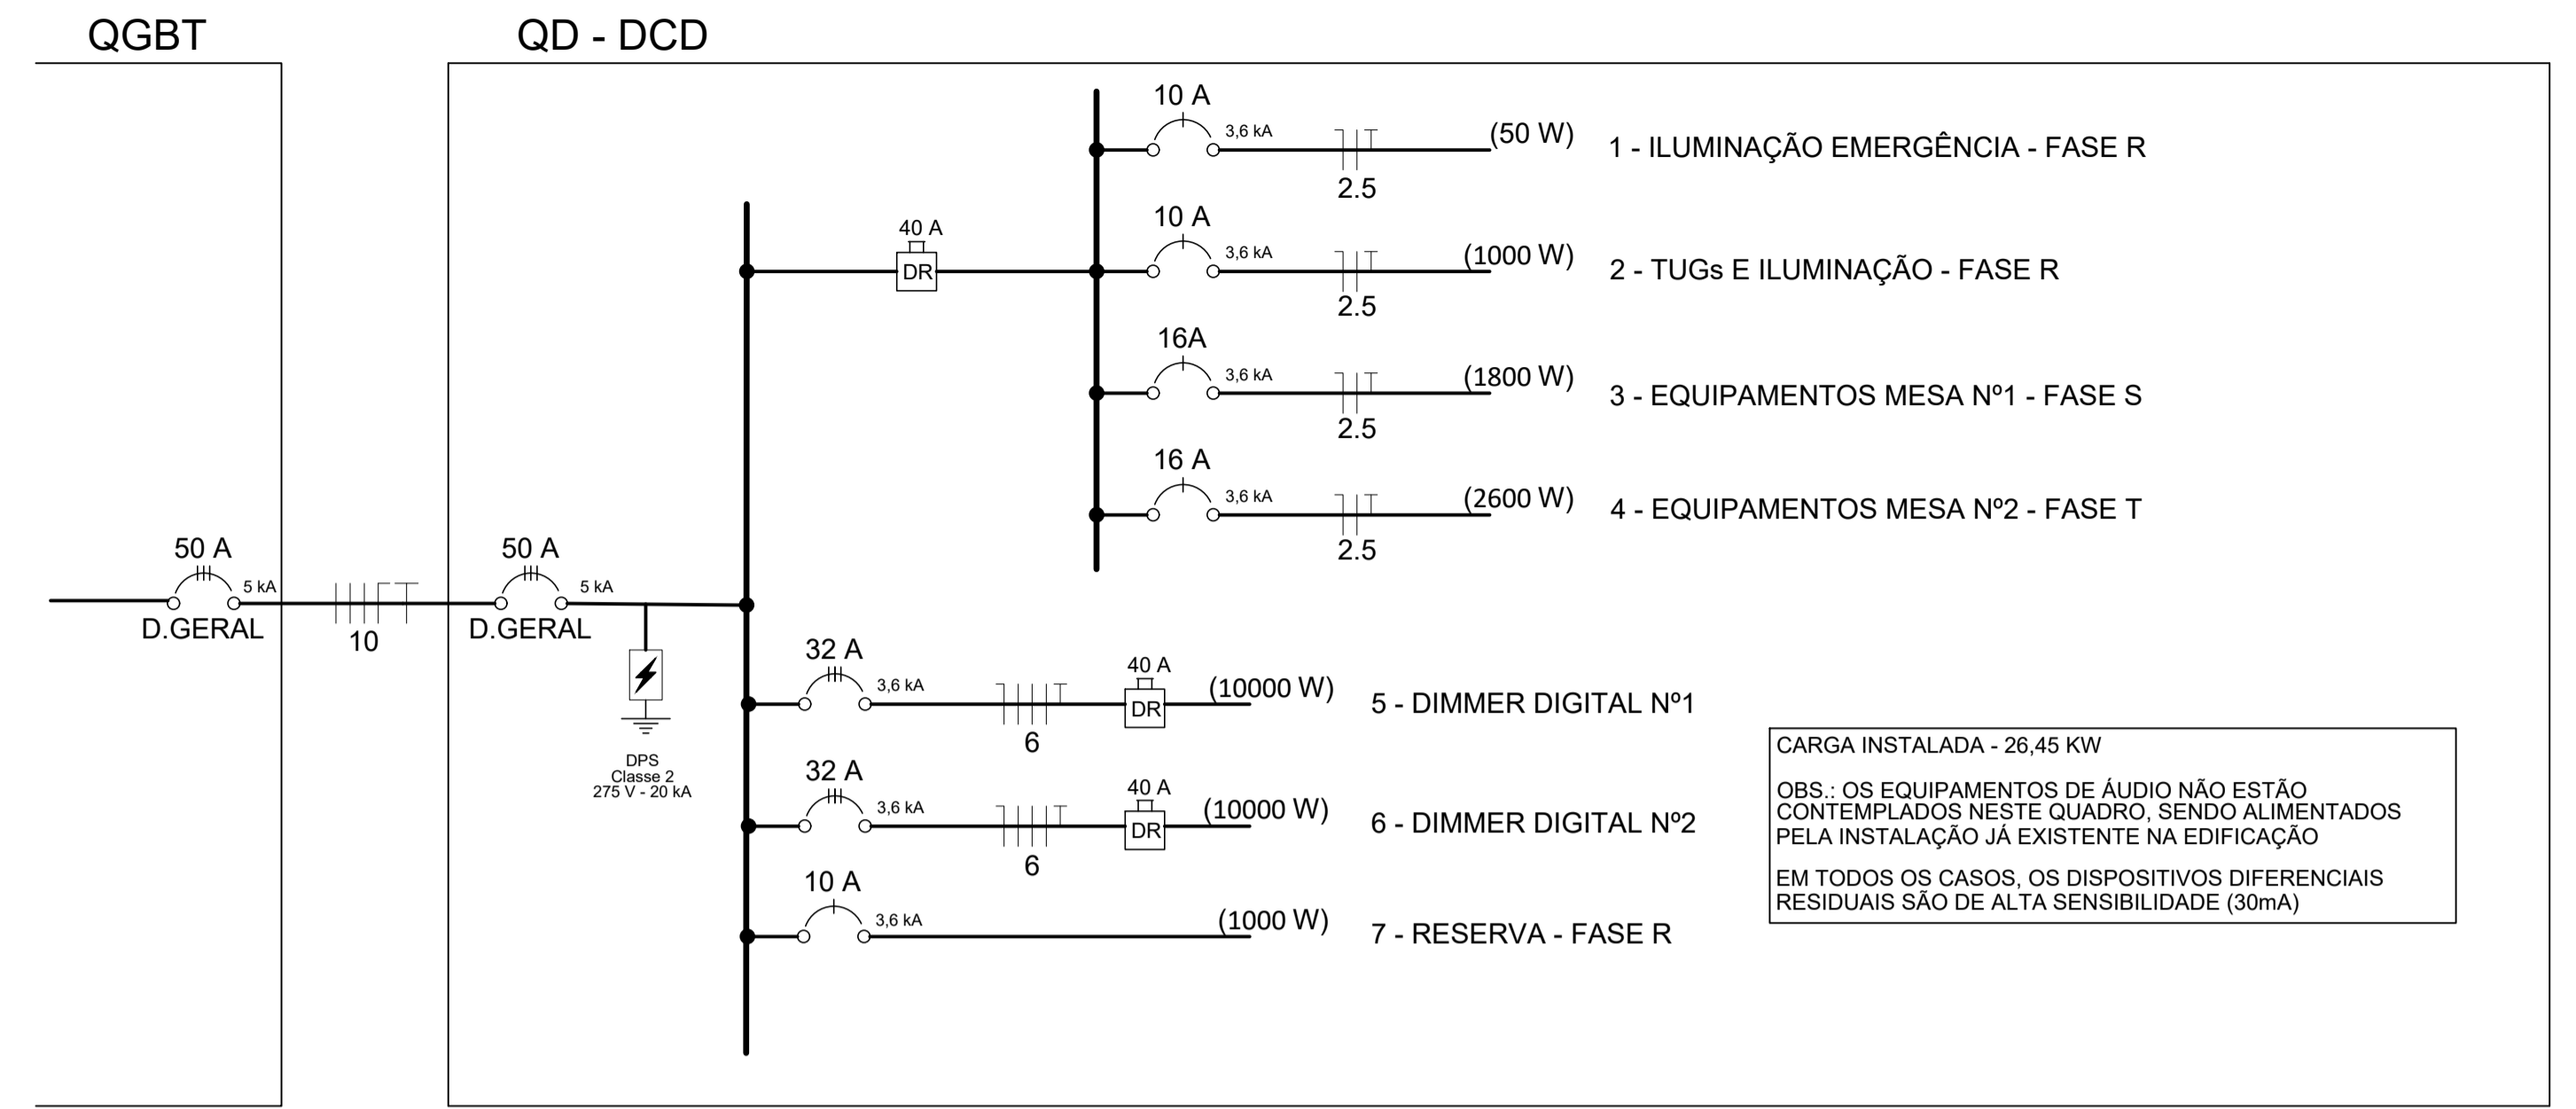 QGBT
QD - DCD
10 A
3,6 kA
(50 W)
1 - ILUMINAÇÃO EMERGÊNCIA - FASE R
2.5
40 A
DR
10 A
3,6 kA
(1000 W)
2 - TUGs E ILUMINAÇÃO - FASE R
2.5
16A
3,6 kA
(1800 W)
3 - EQUIPAMENTOS MESA Nº1 - FASE S
2.5
16 A
3,6 kA
(2600 W)
4 - EQUIPAMENTOS MESA Nº2 - FASE T
2.5
50 A
5 kA
D.GERAL
10
50 A
5 kA
D.GERAL
DPS
Classe 2
275 V - 20 kA
32 A
3,6 kA
6
40 A
DR
(10000 W)
5 - DIMMER DIGITAL Nº1
32 A
3,6 kA
6
40 A
DR
(10000 W)
6 - DIMMER DIGITAL Nº2
10 A
3,6 kA
(1000 W)
7 - RESERVA - FASE R
CARGA INSTALADA - 26,45 KW
OBS.: OS EQUIPAMENTOS DE ÁUDIO NÃO ESTÃO
CONTEMPLADOS NESTE QUADRO, SENDO ALIMENTADOS
PELA INSTALAÇÃO JÁ EXISTENTE NA EDIFICAÇÃO
EM TODOS OS CASOS, OS DISPOSITIVOS DIFERENCIAIS
RESIDUAIS SÃO DE ALTA SENSIBILIDADE (30mA)